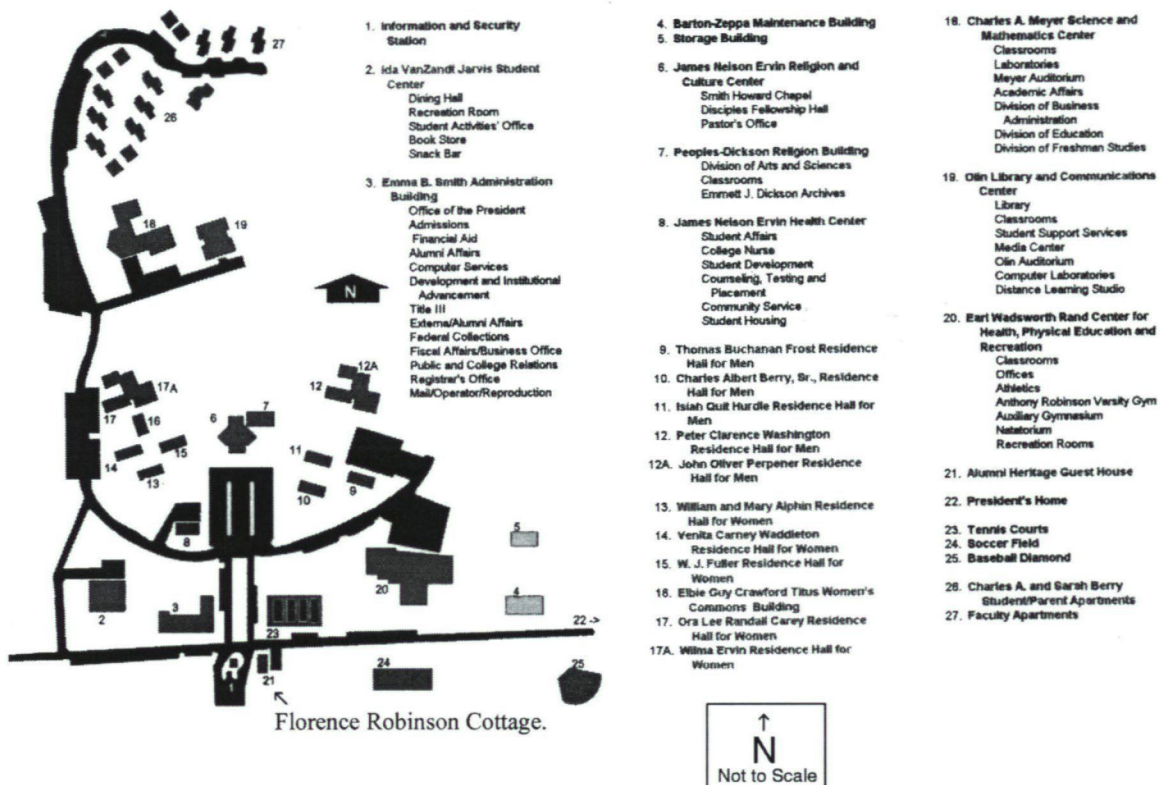 1. Information and Security
Station
2. Ida VanZandt Jarvis Student
Center
Dining Hall
Recreation Room
Student Activities' Office
Book Store
Snack Bar
3. Emma B. Smith Administration
Building
Office of the President
Admissions
Financial Aid
Alumni Affairs
Computer Services
Development and Institutional
Advancement
Title III
Externa/Alumni Affairs
Federal Collections
Fiscal Affairs/Business Office
Public and College Relations
Registrar's Office
Mail/Operator/Reproduction
4. Barton-Zeppa Maintenance Building
5. Storage Building
6. James Nelson Ervin Religion and
Culture Center
Smith Howard Chapel
Disciples Fellowship Hall
Pastor's Office
7. Peoples-Dickson Religion Building
Division of Arts and Sciences
Classrooms
Emmett J. Dickson Archives
8. James Nelson Ervin Health Center
Student Affairs
College Nurse
Student Development
Counseling, Testing and
Placement
Community Service
Student Housing
9. Thomas Buchanan Frost Residence
Hall for Men
10. Charles Albert Berry, Sr., Residence
Hall for Men
11. Isiah Quit Hurdle Residence Hall for
Men
12. Peter Clarence Washington
Residence Hall for Men
12A. John Oliver Perpener Residence
Hall for Men
13. William and Mary Alphin Residence
Hall for Women
14. Venita Carney Waddleton
Residence Hall for Women
15. W. J. Fuller Residence Hall for
Women
16. Elbie Guy Crawford Titus Women's
Commons Building
17. Ora Lee Randall Carey Residence
Hall for Women
17A. Wilma Ervin Residence Hall for
Women
18. Charles A. Meyer Science and
Mathematics Center
Classrooms
Laboratories
Meyer Auditorium
Academic Affairs
Division of Business
Administration
Division of Education
Division of Freshman Studies
19. Olin Library and Communications
Center
Library
Classrooms
Student Support Services
Media Center
Olin Auditorium
Computer Laboratories
Distance Learning Studio
20. Earl Wadsworth Rand Center for
Health, Physical Education and
Recreation
Classrooms
Offices
Athletics
Anthony Robinson Varsity Gym
Auxiliary Gymnasium
Natatorium
Recreation Rooms
21. Alumni Heritage Guest House
22. President's Home
23. Tennis Courts
24. Soccer Field
25. Baseball Diamond
26. Charles A. and Sarah Berry
Student/Parent Apartments
27. Faculty Apartments
27
26
18
19
N
12A
17A
12
17
7
6
16
15
11
14
13
9
10
8
5
20
2
3
4
23
22 ->
24
25
21
1
Florence Robinson Cottage.
N
Not to Scale